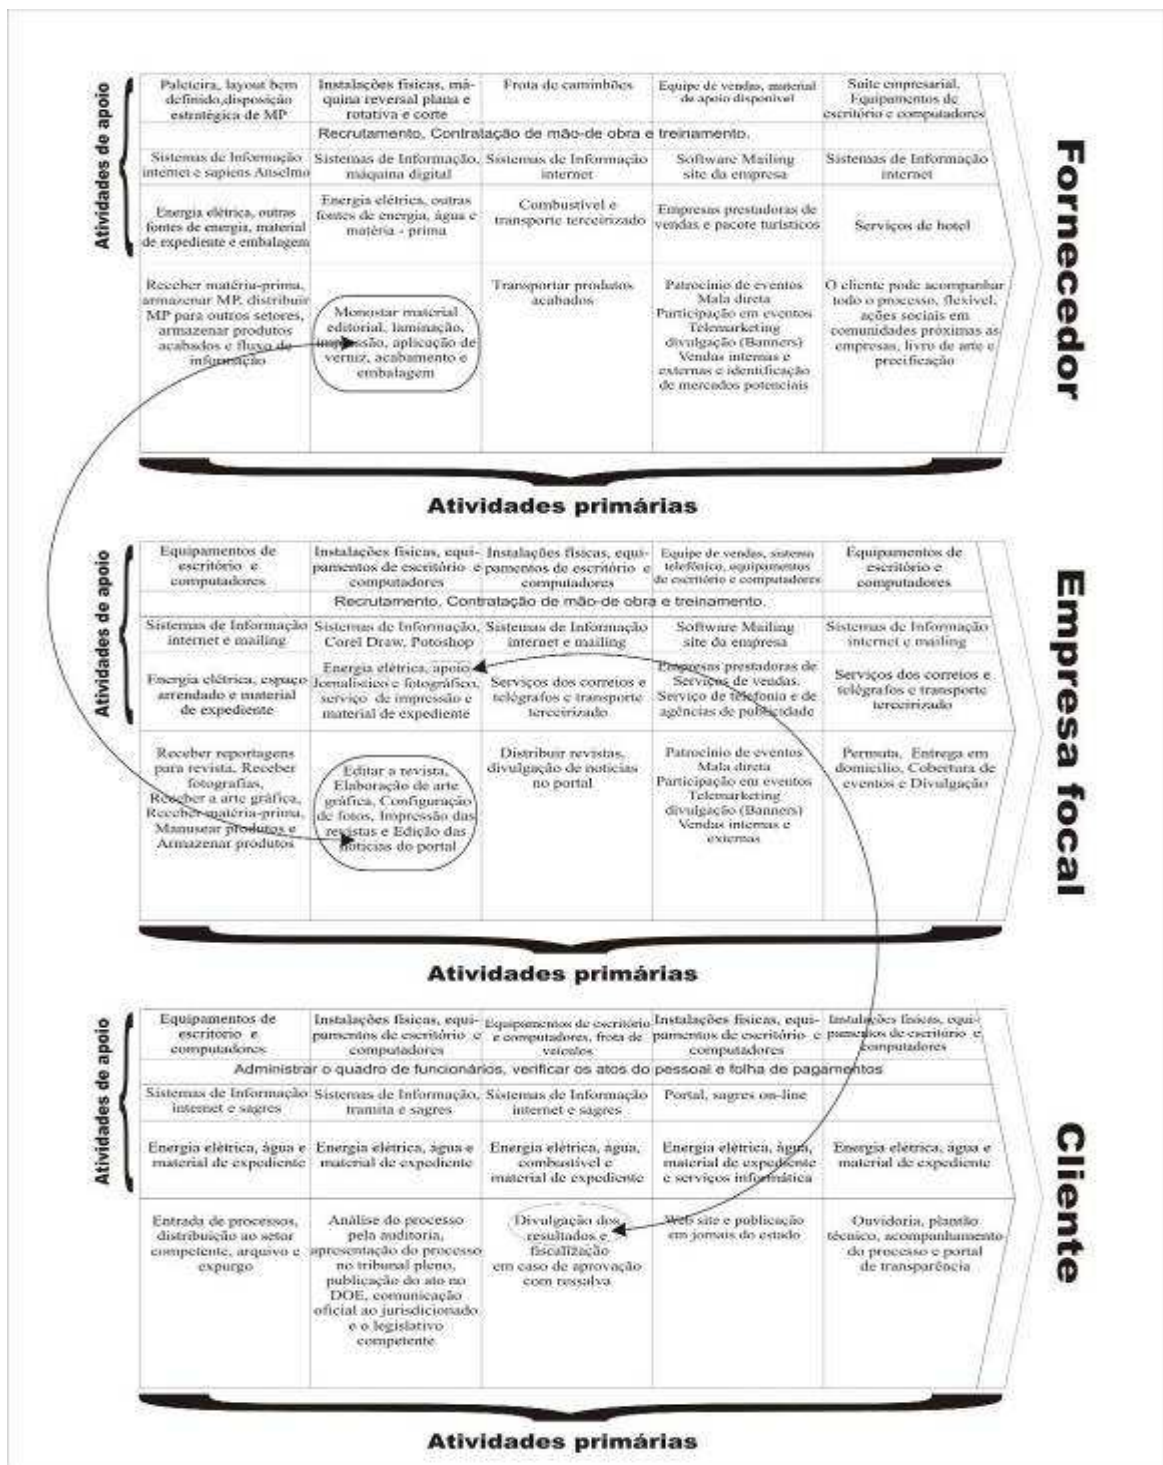 Atividades de apoio
Paleteira, layout bem
definido, disposição
estratégica de MP
Instalações físicas, má-
quina reversal plana e
rotativa e corte
Frota de caminhões
Equipe de vendas, material
de apoio disponível
Suíte empresarial,
Equipamentos de
escritório e computadores
Recrutamento, Contratação de mão-de obra e treinamento.
Sistemas de Informação
internet e sapiens Anselmo
Sistemas de Informação,
máquina digital
Sistemas de Informação
internet
Software Mailing
site da empresa
Sistemas de Informação
internet
Energia elétrica, outras
fontes de energia, material
de expediente e embalagem
Energia elétrica, outras
fontes de energia, água e
matéria - prima
Combustível e
transporte terceirizado
Empresas prestadoras de
vendas e pacote turísticos
Serviços de hotel
Receber matéria-prima,
armazenar MP, distribuir
MP para outros setores,
armazenar produtos
acabados e fluxo de
informação
Monostar material
editorial, laminação,
impressão, aplicação de
verniz, acabamento e
embalagem
Transportar produtos
acabados
Patrocínio de eventos
Mala direta
Participação em eventos
Telemarketing
divulgação (Banners)
Vendas internas e
externas e identificação
de mercados potenciais
O cliente pode acompanhar
todo o processo, flexível,
ações sociais em
comunidades próximas as
empresas, livro de arte e
precificação
Fornecedor
Atividades primárias
Atividades de apoio
Equipamentos de
escritório e
computadores
Instalações físicas, equi-
pamentos de escritório e
computadores
Instalações físicas, equi-
pamentos de escritório e
computadores
Equipe de vendas, sistema
telefônico, equipamentos
de escritório e computadores
Equipamentos de
escritório e
computadores
Recrutamento, Contratação de mão-de obra e treinamento.
Sistemas de Informação
internet e mailing
Sistemas de Informação,
Corel Draw, Potoshop
Sistemas de Informação
internet e mailing
Software Mailing
site da empresa
Sistemas de Informação
internet e mailing
Energia elétrica, espaço
arrendado e material
de expediente
Energia elétrica, apoio
Jornalístico e fotográfico,
serviço de impressão e
material de expediente
Serviços dos correios e
telégrafos e transporte
terceirizado
Empresas prestadoras de
Serviços de vendas.
Serviço de telefonia e de
agências de publicidade
Serviços dos correios e
telégrafos e transporte
terceirizado
Receber reportagens
para revista, Receber
fotografias,
Receber a arte gráfica,
Receber matéria-prima,
Manusear produtos e
Armazenar produtos
Editar a revista,
Elaboração de arte
gráfica, Configuração
de fotos, Impressão das
revistas e Edição das
notícias do portal
Distribuir revistas,
divulgação de notícias
no portal
Patrocínio de eventos
Mala direta
Participação em eventos
Telemarketing
divulgação (Banners)
Vendas internas e
externas
Permuta, Entrega em
domicílio, Cobertura de
eventos e Divulgação
Empresa focal
Atividades primárias
Atividades de apoio
Equipamentos de
escritorio e
computadores
Instalações físicas, equi-
pamentos de escritório e
computadores
Equipamentos de escritório
e computadores, frota de
veículos
Instalações físicas, equi-
pamentos de escritório e
computadores
Instalações físicas, equi-
pamentos de escritório e
computadores
Administrar o quadro de funcionários, verificar os atos do pessoal e folha de pagamentos
Sistemas de Informação
internet e sagres
Sistemas de Informação,
tramita e sagres
Sistemas de Informação
internet e sagres
Portal, sagres on-line
Energia elétrica, água e
material de expediente
Energia elétrica, água e
material de expediente
Energia elétrica, água,
combustível e
material de expediente
Energia elétrica, água,
material de expediente
e serviços informática
Energia elétrica, água e
material de expediente
Entrada de processos,
distribuição ao setor
competente, arquivo e
expurgo
Análise do processo
pela auditoria,
apresentação do processo
no tribunal pleno,
publicação do ato no
DOE, comunicação
oficial ao jurisdicionado
e o legislativo
competente
Divulgação dos
resultados e
fiscalização
em caso de aprovação
com ressalva
Web site e publicação
em jornais do estado
Ouvidoria, plantão
técnico, acompanhamento
do processo e portal
de transparência
Cliente
Atividades primárias